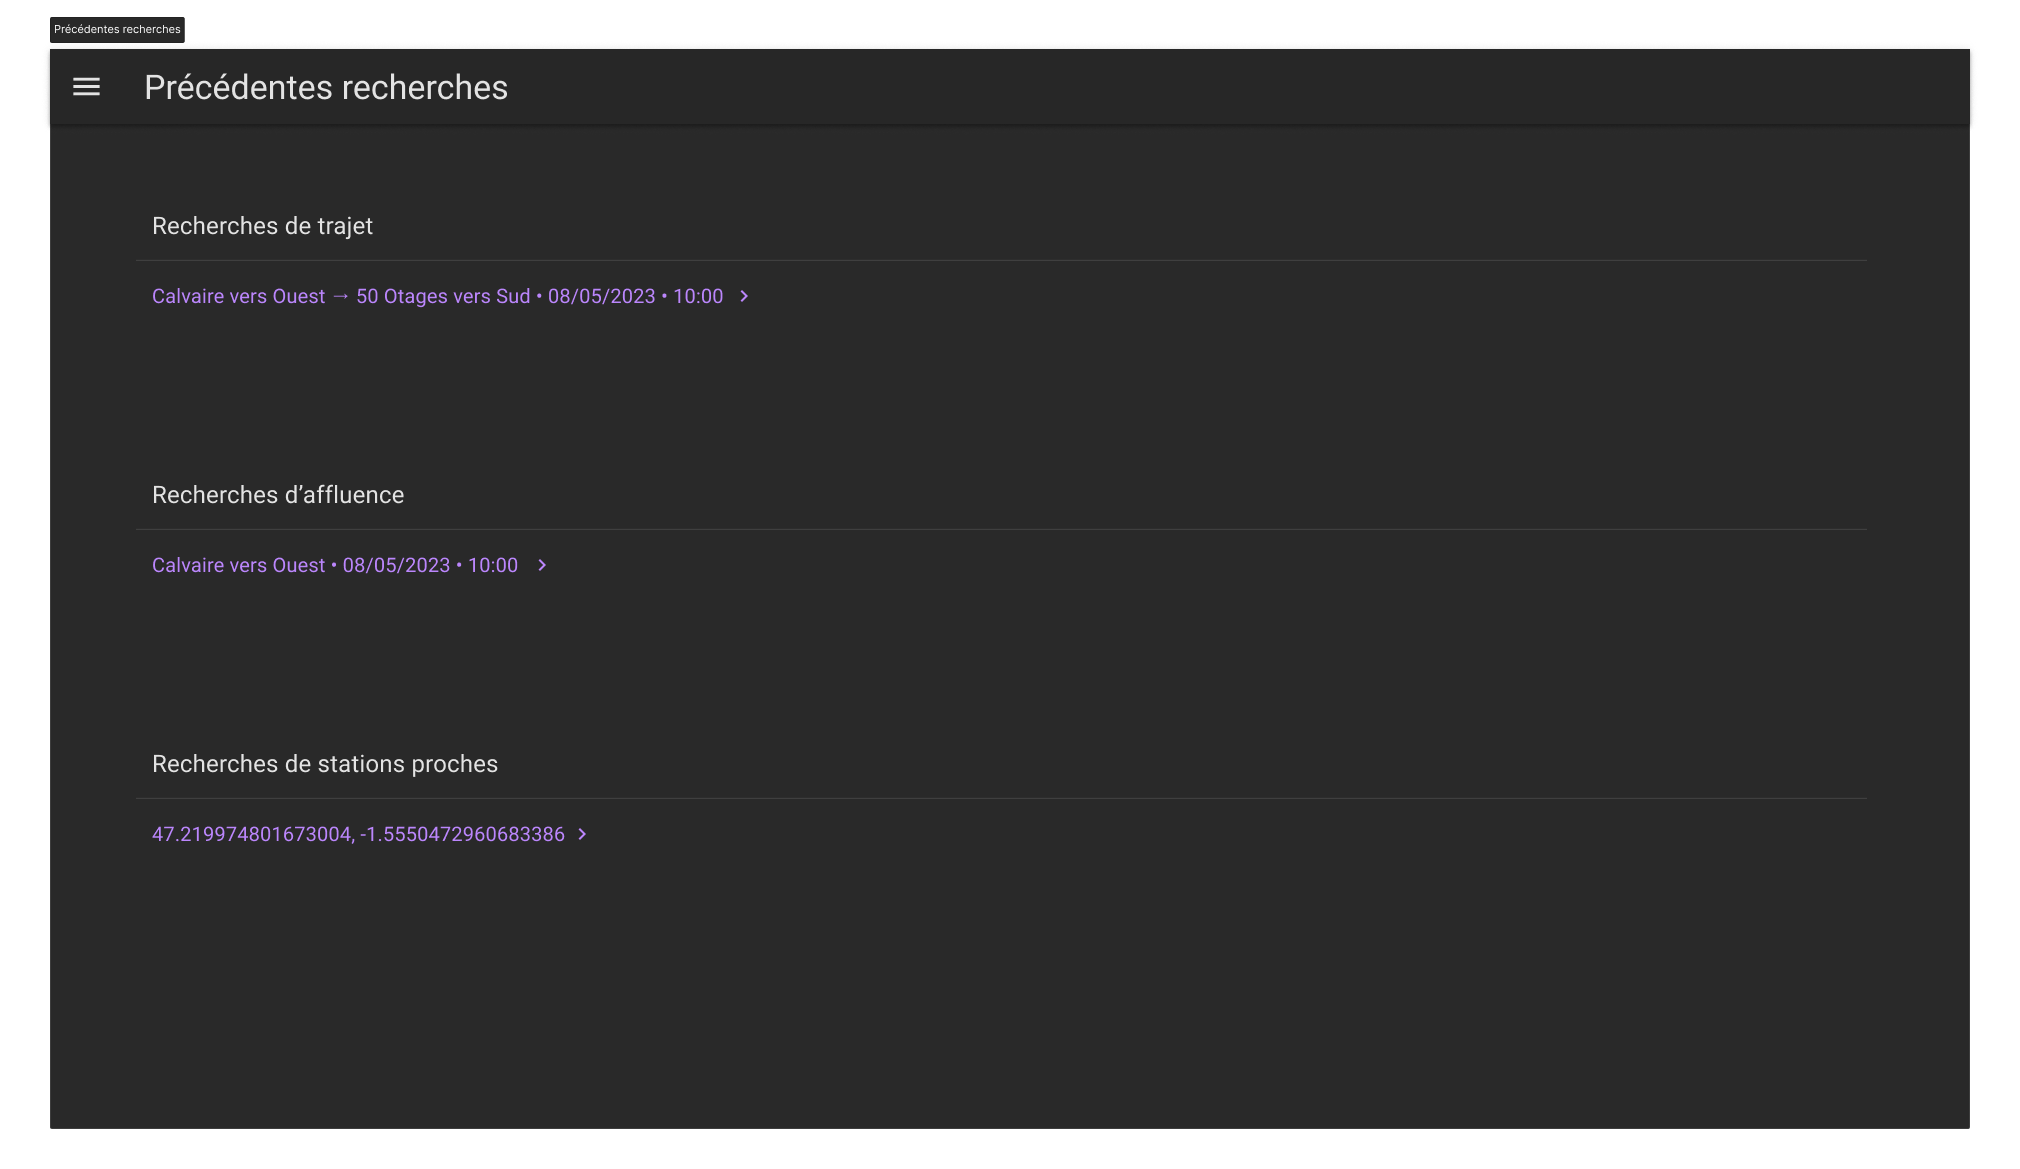 Précédentes recherches
Précédentes recherches
Recherches de trajet
Calvaire vers Ouest → 50 Otages vers Sud • 08/05/2023 • 10:00
Recherches d’affluence
Calvaire vers Ouest • 08/05/2023 • 10:00
Recherches de stations proches
47.219974801673004, -1.5550472960683386